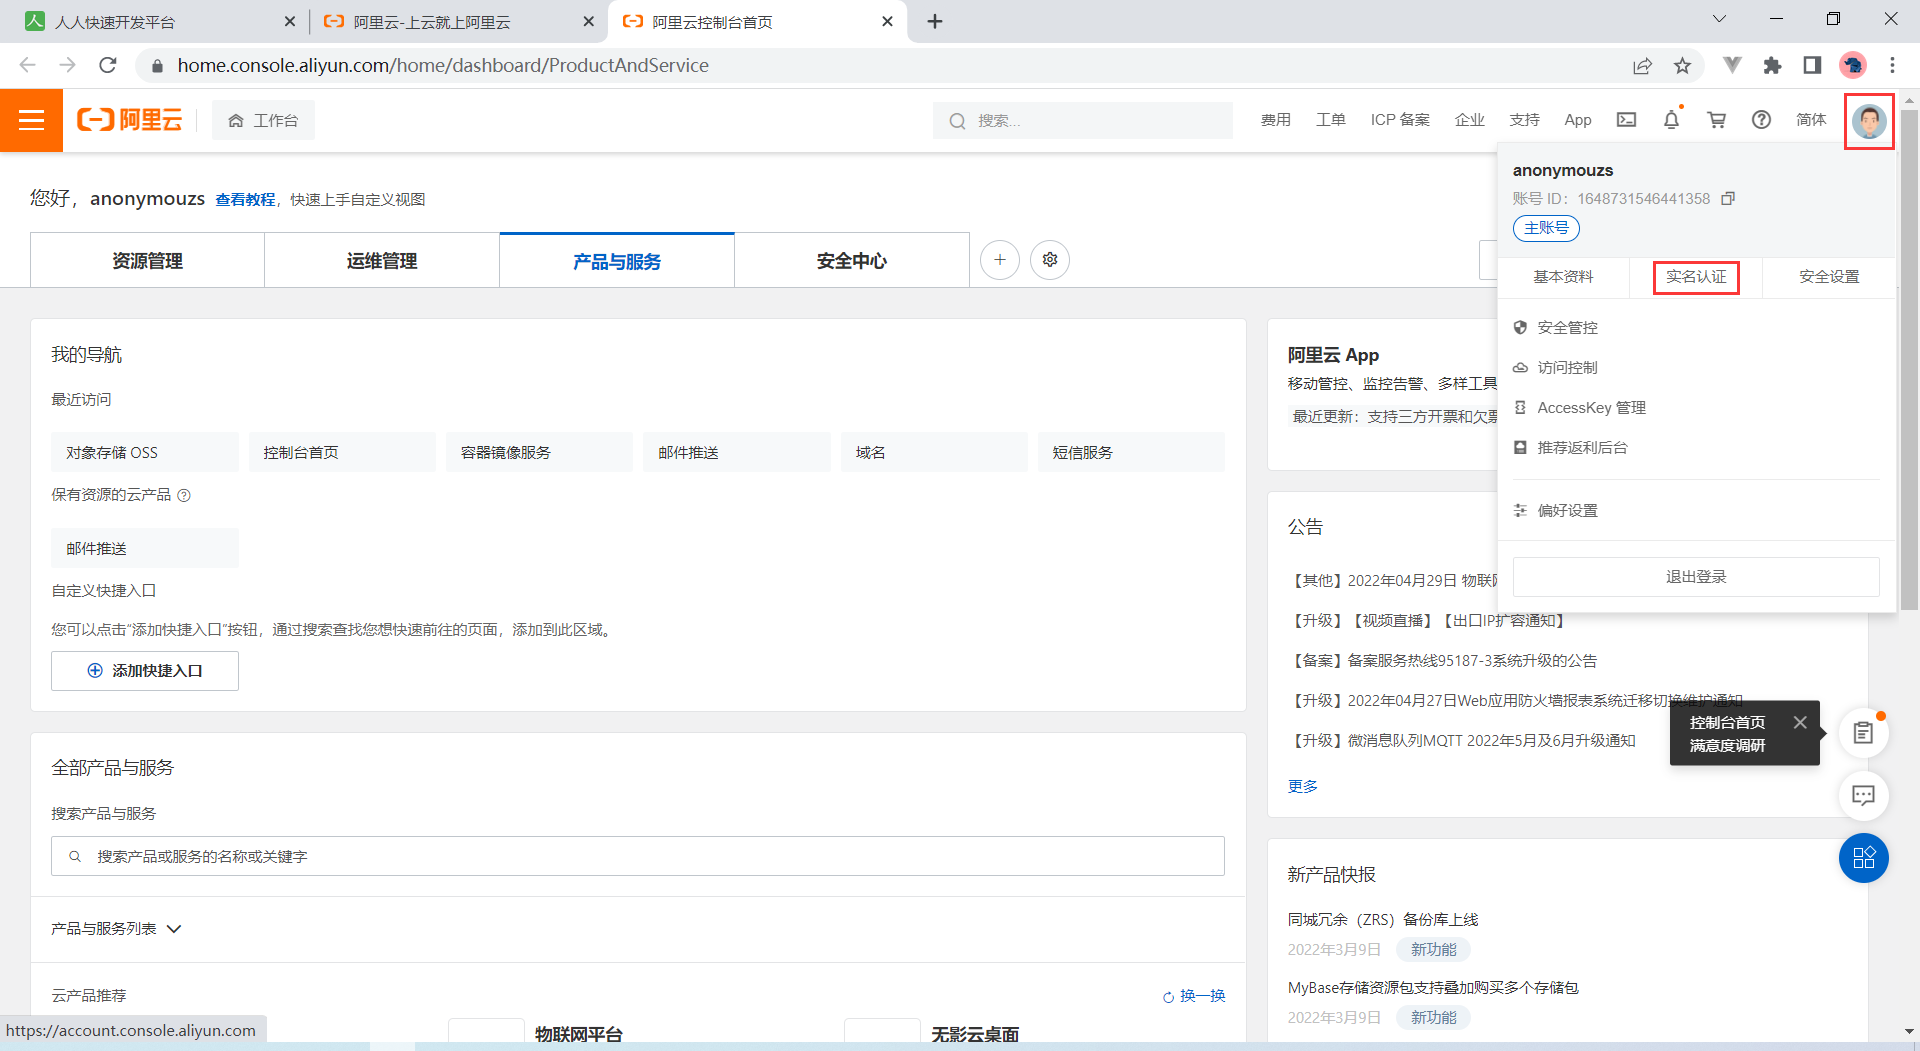 人人快速开发平台
阿里云-上云就上阿里云
阿里云控制台首页
home.console.aliyun.com/home/dashboard/ProductAndService
阿里云
工作台
搜索...
费用
工单
ICP 备案
企业
支持
App
简体
您好，anonymouzs 查看教程，快速上手自定义视图
资源管理
运维管理
产品与服务
安全中心
anonymouzs
账号 ID：1648731546441358
主账号
基本资料
实名认证
安全设置
安全管控
访问控制
AccessKey 管理
推荐返利后台
偏好设置
退出登录
我的导航
最近访问
对象存储 OSS
控制台首页
容器镜像服务
邮件推送
域名
短信服务
保有资源的云产品
邮件推送
自定义快捷入口
您可以点击“添加快捷入口”按钮，通过搜索查找您想快速前往的页面，添加到此区域。
添加快捷入口
阿里云 App
移动管控、监控告警、多样工具
最近更新：支持三方开票和欠票
公告
【其他】2022年04月29日 物联网
【升级】【视频直播】【出口IP扩容通知】
【备案】备案服务热线95187-3系统升级的公告
【升级】2022年04月27日Web应用防火墙报表系统迁移切换维护通知
【升级】微消息队列MQTT 2022年5月及6月升级通知
更多
控制台首页
满意度调研
全部产品与服务
搜索产品与服务
搜索产品或服务的名称或关键字
产品与服务列表
云产品推荐
换一换
物联网平台
无影云桌面
新产品快报
同城冗余（ZRS）备份库上线
2022年3月9日 新功能
MyBase存储资源包支持叠加购买多个存储包
2022年3月9日 新功能
https://account.console.aliyun.com